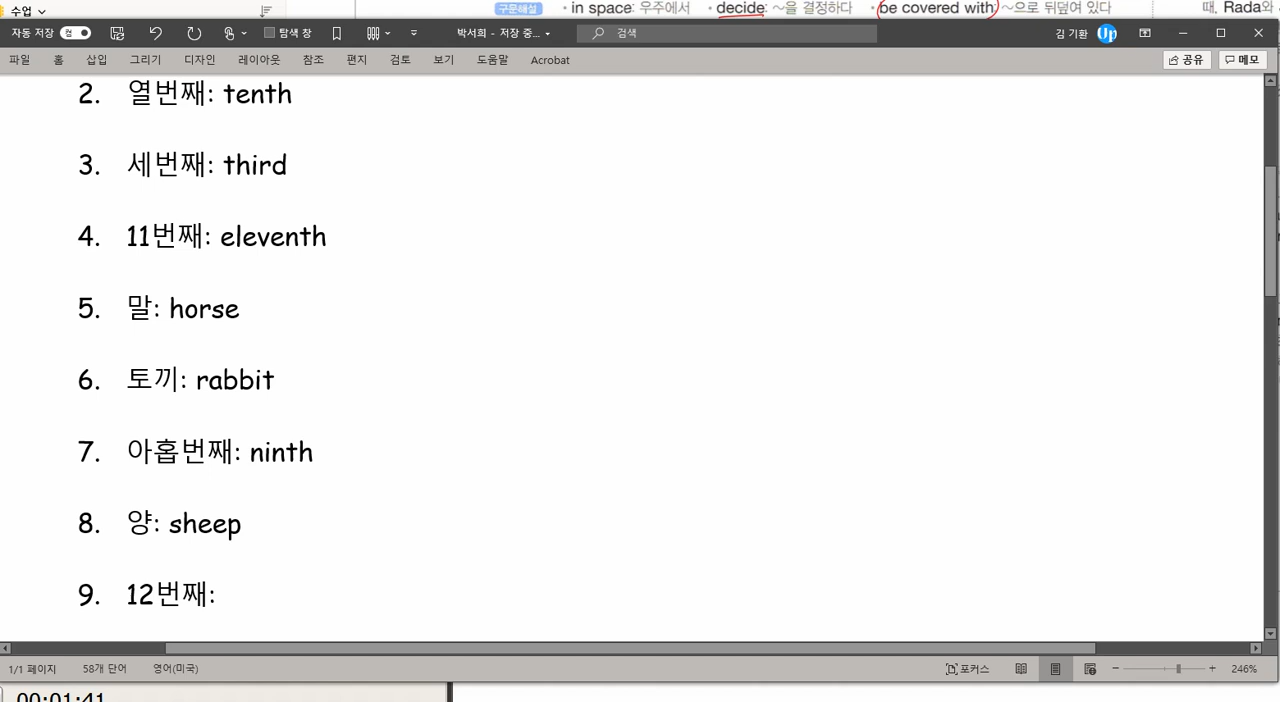 수업
구문해설 • in space: 우주에서 • decide: ~을 결정하다 • be covered with: ~으로 뒤덮여 있다 때, Rada와
자동 저장 박서희 - 저장 중... 검색 김 기환 Up
탐색 창
파일 홈 삽입 그리기 디자인 레이아웃 참조 편지 검토 보기 도움말 Acrobat 공유 메모
2. 열번째: tenth
3. 세번째: third
4. 11번째: eleventh
5. 말: horse
6. 토끼: rabbit
7. 아홉번째: ninth
8. 양: sheep
9. 12번째:
1/1 페이지 58개 단어 영어(미국) 포커스 246%
00:01:41